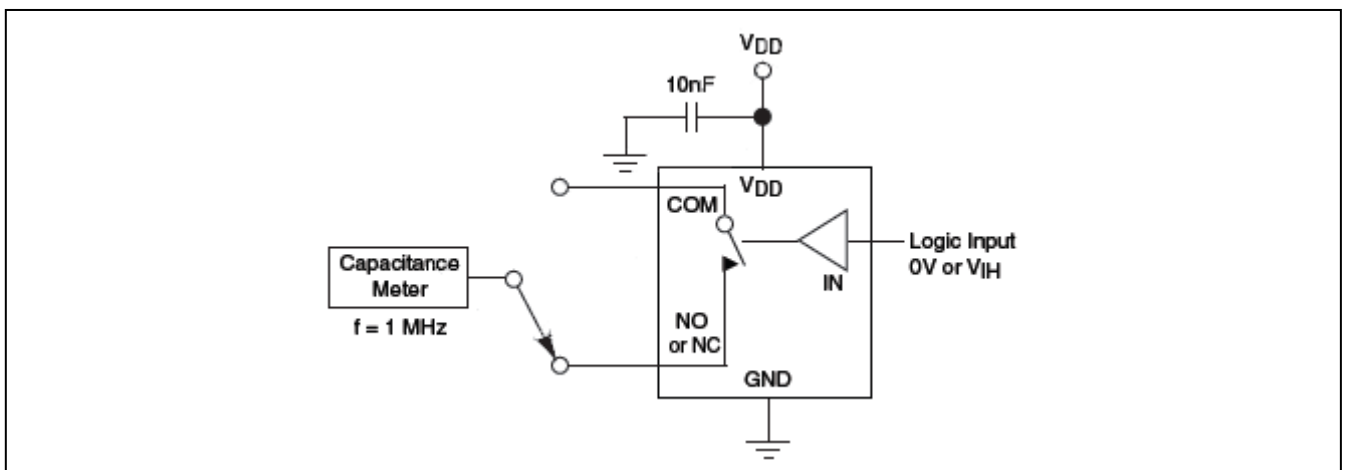 VDD
10nF
VDD
COM
Logic Input
0V or VIH
IN
Capacitance
Meter
f = 1 MHz
NO
or NC
GND